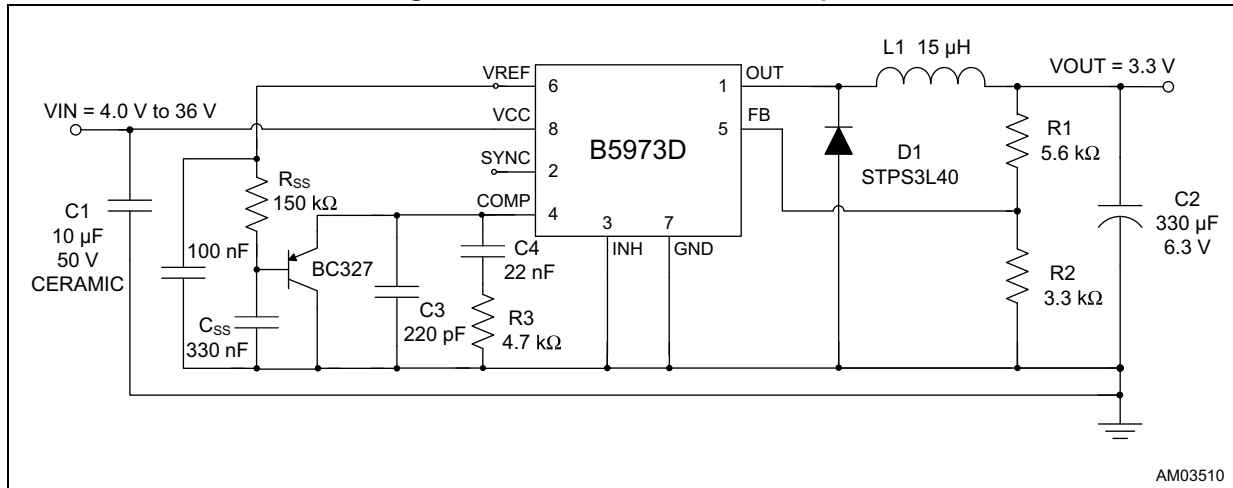 L1 15 μH
VREF
6
1
OUT
VOUT = 3.3 V
VIN = 4.0 V to 36 V
VCC
8
5
FB
B5973D
R1
5.6 kΩ
SYNC
2
D1
STPS3L40
RSS
150 kΩ
COMP
4
3
7
INH
GND
C1
10 μF
50 V
CERAMIC
100 nF
BC327
C4
22 nF
C2
330 μF
6.3 V
R2
3.3 kΩ
CSS
330 nF
C3
220 pF
R3
4.7 kΩ
AM03510